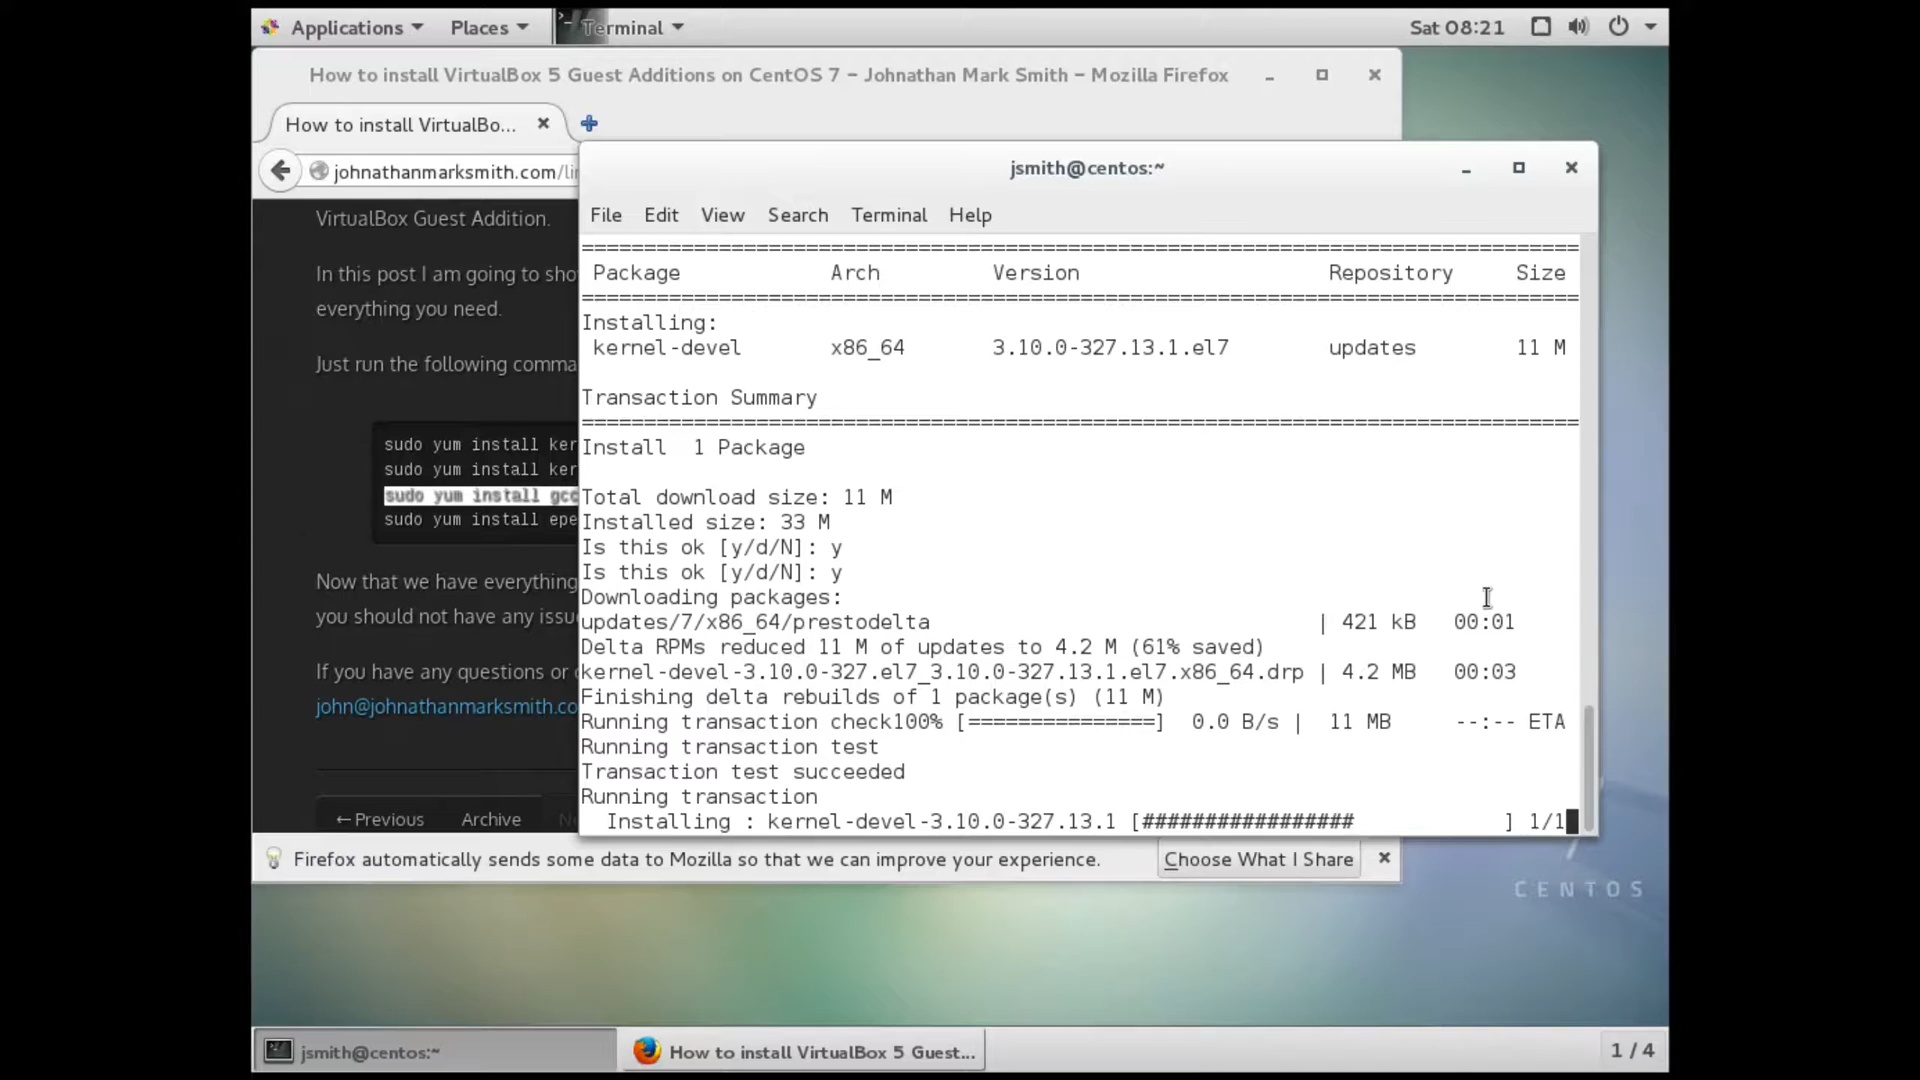 Applications Places Terminal Sat 08:21
How to install VirtualBox 5 Guest Additions on CentOS 7 – Johnathan Mark Smith – Mozilla Firefox
How to install VirtualBo...
johnathanmarksmith.com/li
VirtualBox Guest Addition.
In this post I am going to sho
everything you need.
Just run the following comma
sudo yum install ker
sudo yum install ker
sudo yum install gcc
sudo yum install epe
Now that we have everything
you should not have any issu
If you have any questions or
john@johnathanmarksmith.co
←Previous Archive
jsmith@centos:~
File Edit View Search Terminal Help
================================================================================
Package Arch Version Repository Size
================================================================================
Installing:
kernel-devel x86_64 3.10.0-327.13.1.el7 updates 11 M
Transaction Summary
================================================================================
Install 1 Package
Total download size: 11 M
Installed size: 33 M
Is this ok [y/d/N]: y
Is this ok [y/d/N]: y
Downloading packages:
updates/7/x86_64/prestodelta | 421 kB 00:01
Delta RPMs reduced 11 M of updates to 4.2 M (61% saved)
kernel-devel-3.10.0-327.el7_3.10.0-327.13.1.el7.x86_64.drp | 4.2 MB 00:03
Finishing delta rebuilds of 1 package(s) (11 M)
Running transaction check100% [===============] 0.0 B/s | 11 MB --:-- ETA
Running transaction test
Transaction test succeeded
Running transaction
Installing : kernel-devel-3.10.0-327.13.1 [################# ] 1/1
Firefox automatically sends some data to Mozilla so that we can improve your experience. Choose What I Share
CENTOS
jsmith@centos:~ How to install VirtualBox 5 Guest... 1 / 4